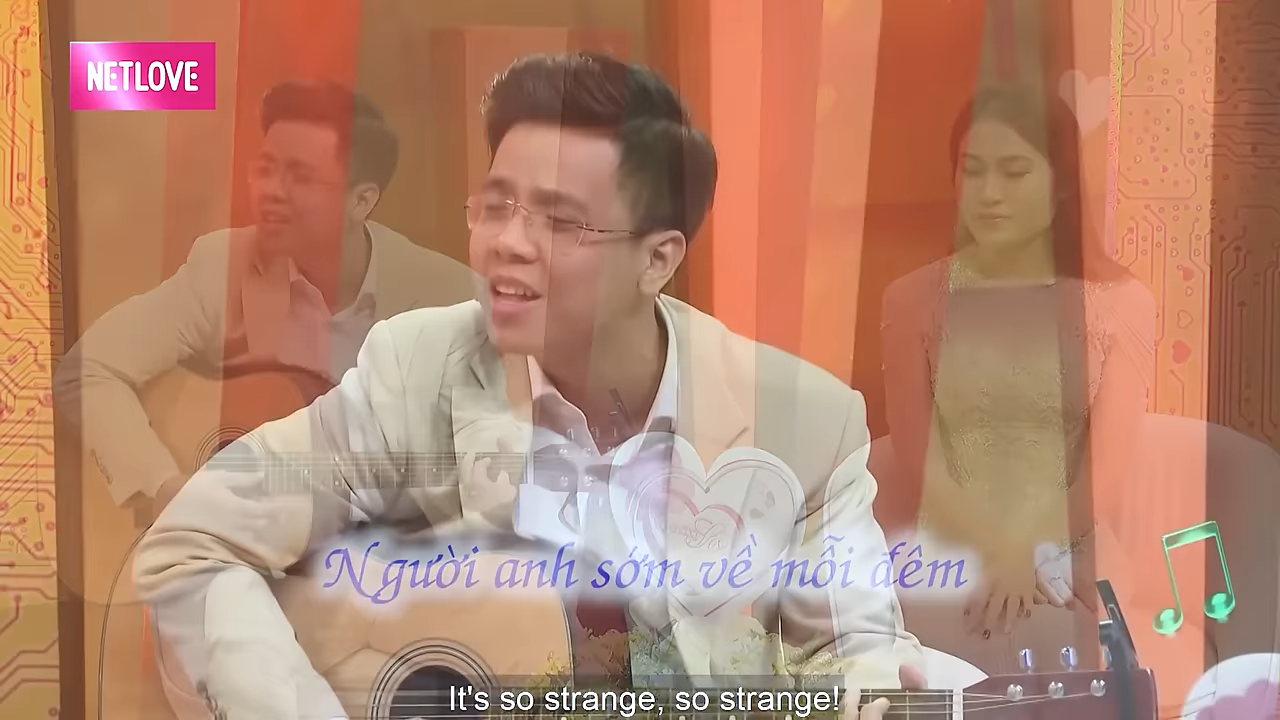 NETLOVE
Người anh sớm về mỗi đêm
It's so strange, so strange!